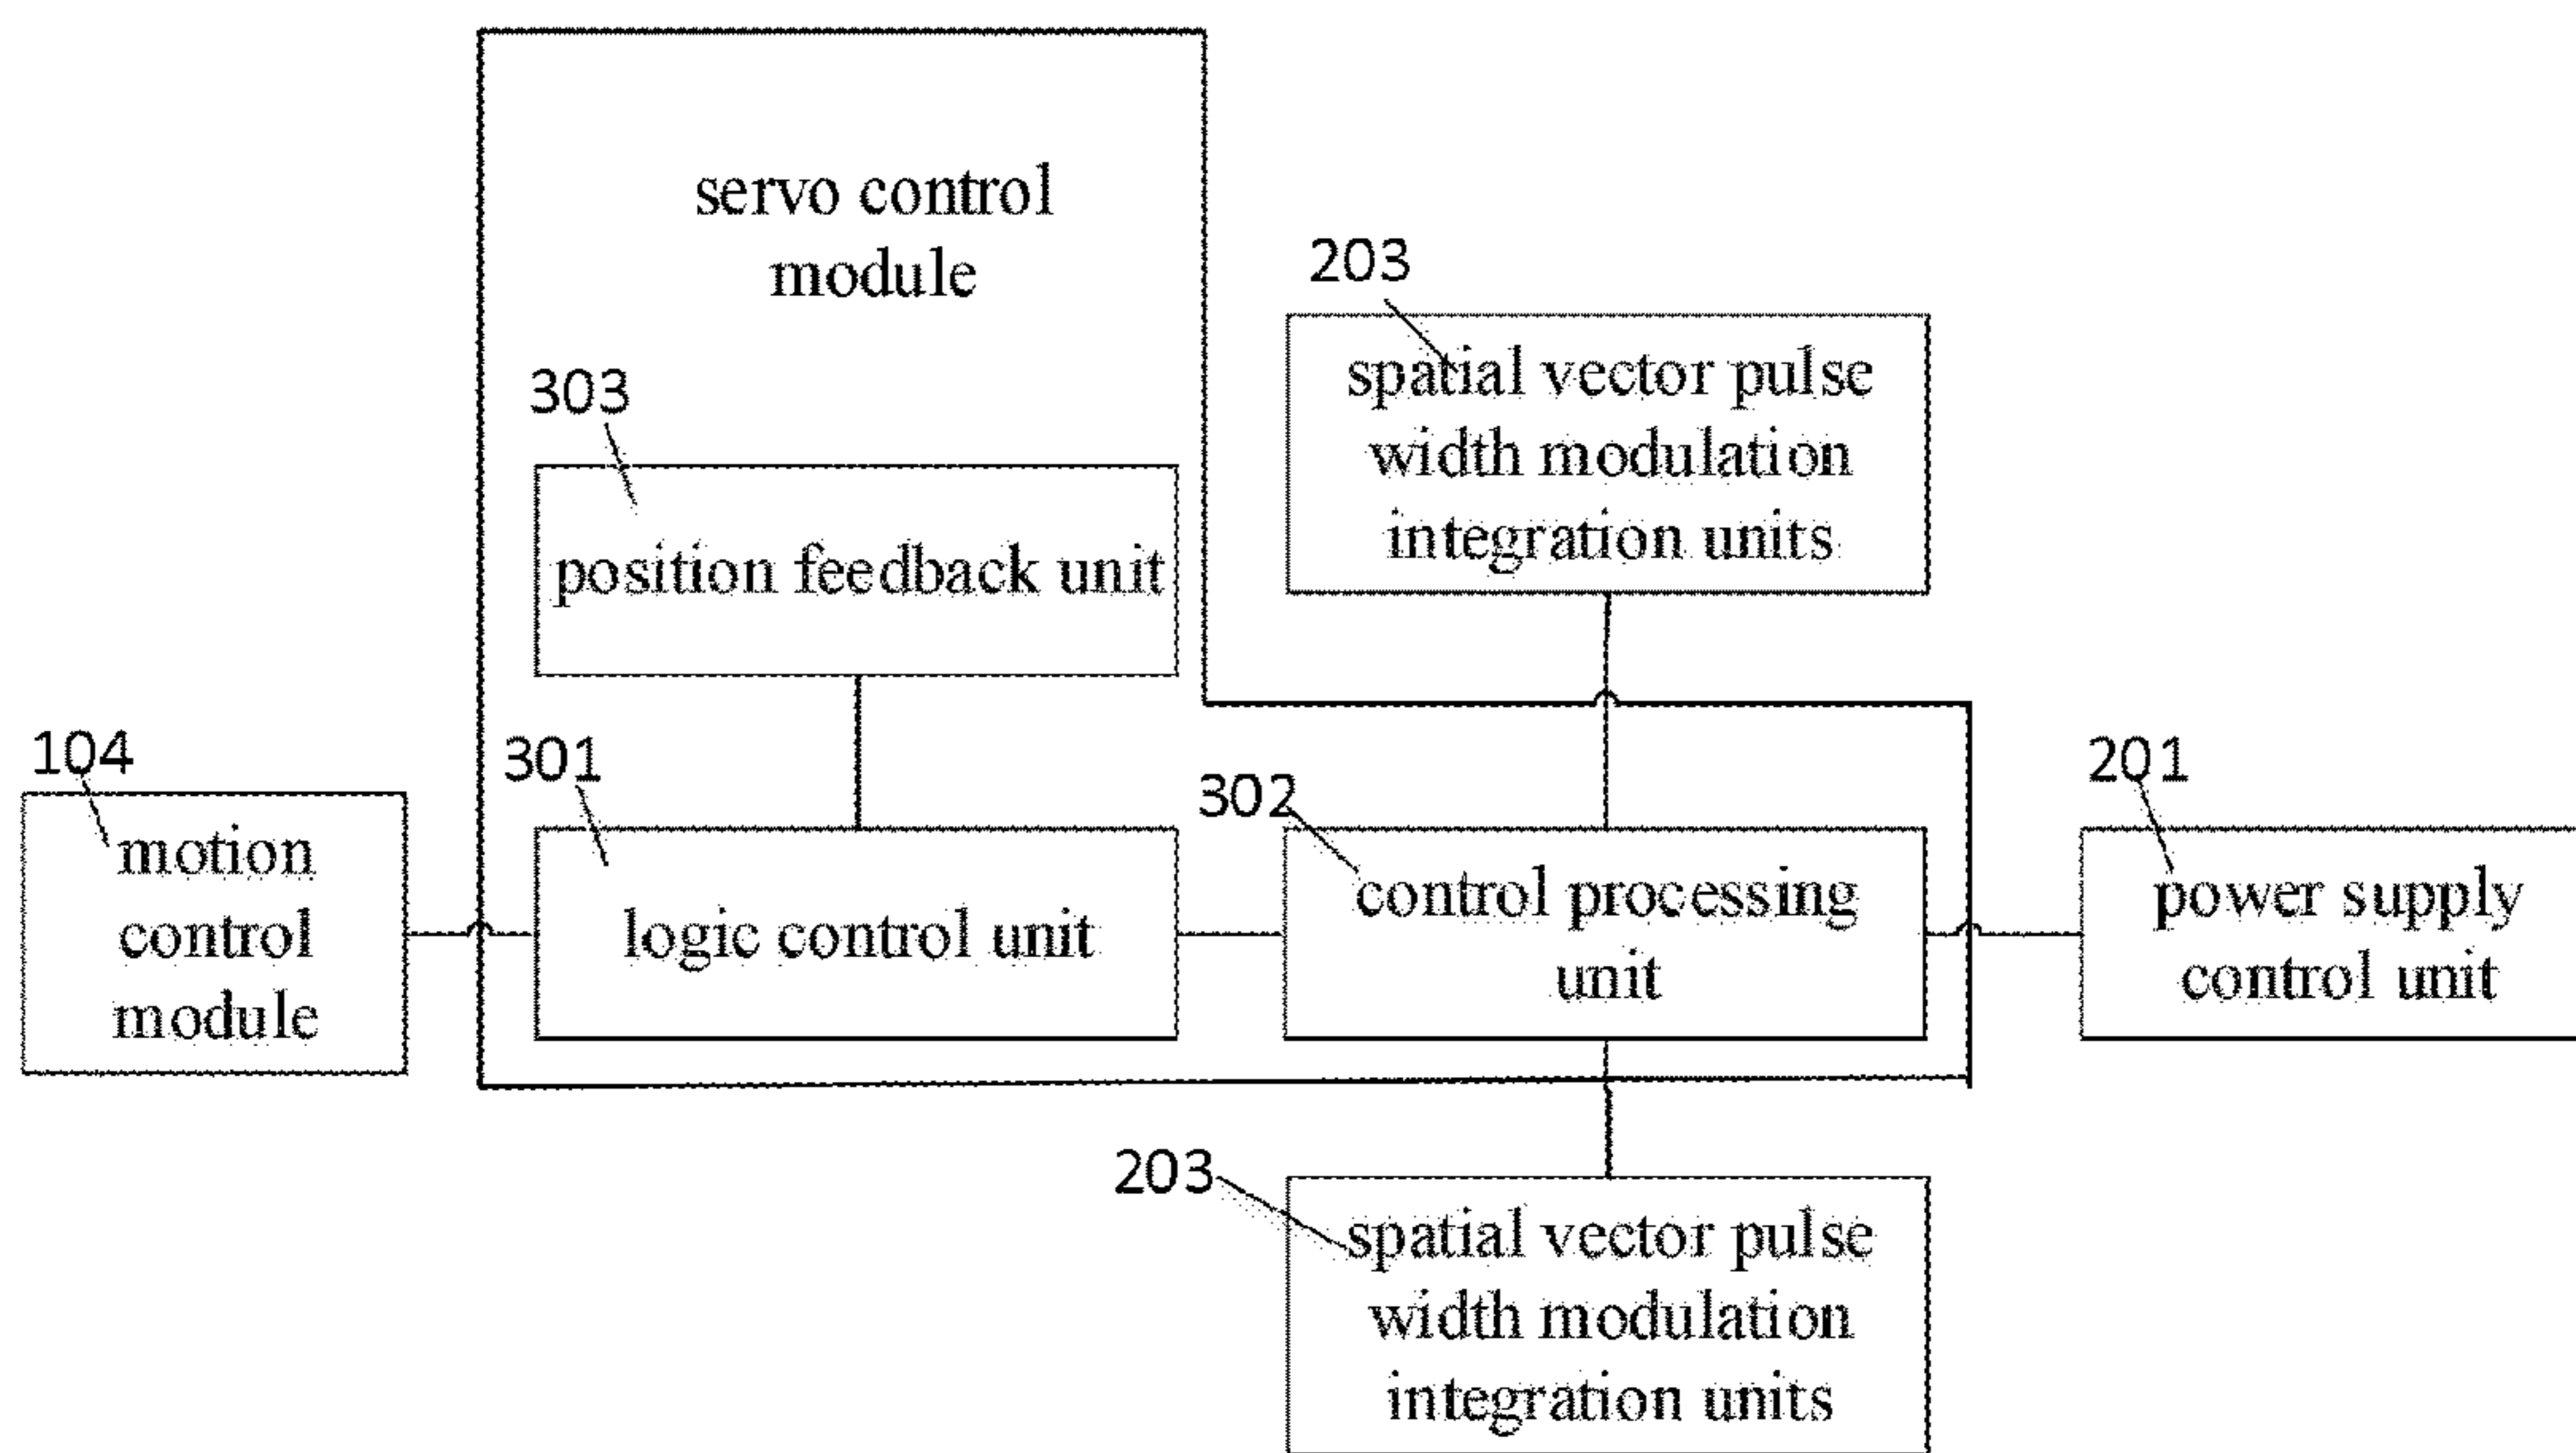 servo control
module
203
spatial vector pulse
width modulation
integration units
303
position feedback unit
104
motion
control
module
301
logic control unit
302
control processing
unit
201
power supply
control unit
203
spatial vector pulse
width modulation
integration units